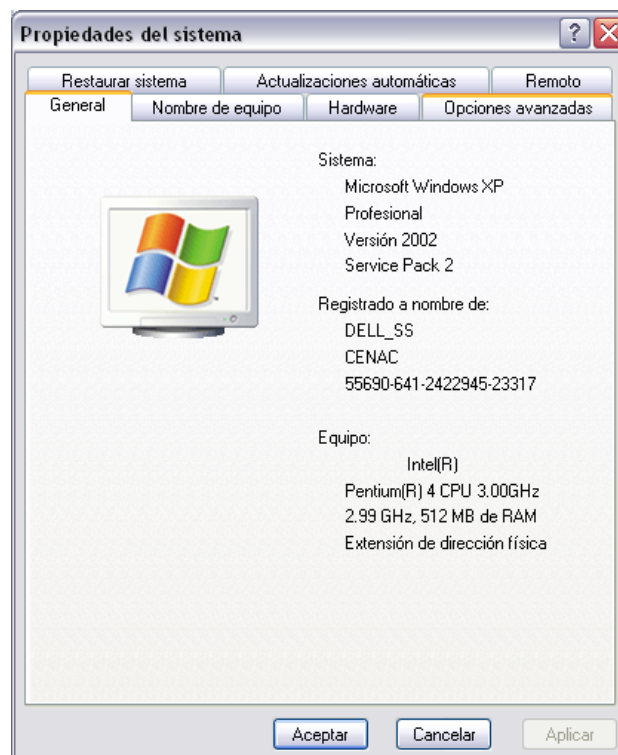 Propiedades del sistema
Restaurar sistema
Actualizaciones automáticas
Remoto
General
Nombre de equipo
Hardware
Opciones avanzadas
Sistema:
Microsoft Windows XP
Profesional
Versión 2002
Service Pack 2
Registrado a nombre de:
DELL_SS
CENAC
55690-641-2422945-23317
Equipo:
Intel(R)
Pentium(R) 4 CPU 3.00GHz
2.99 GHz, 512 MB de RAM
Extensión de dirección física
Aceptar
Cancelar
Aplicar